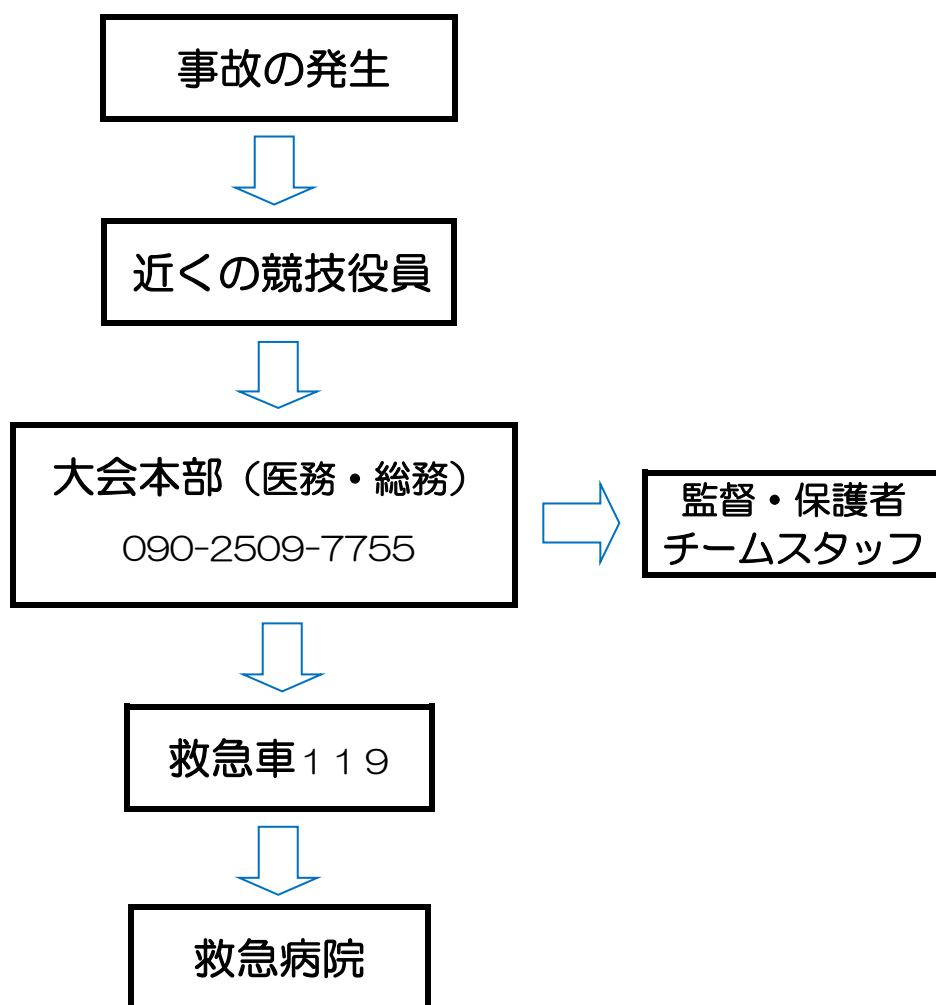 事故の発生
近くの競技役員
大会本部（医務・総務）
090-2509-7755
監督・保護者
チームスタッフ
救急車１１９
救急病院